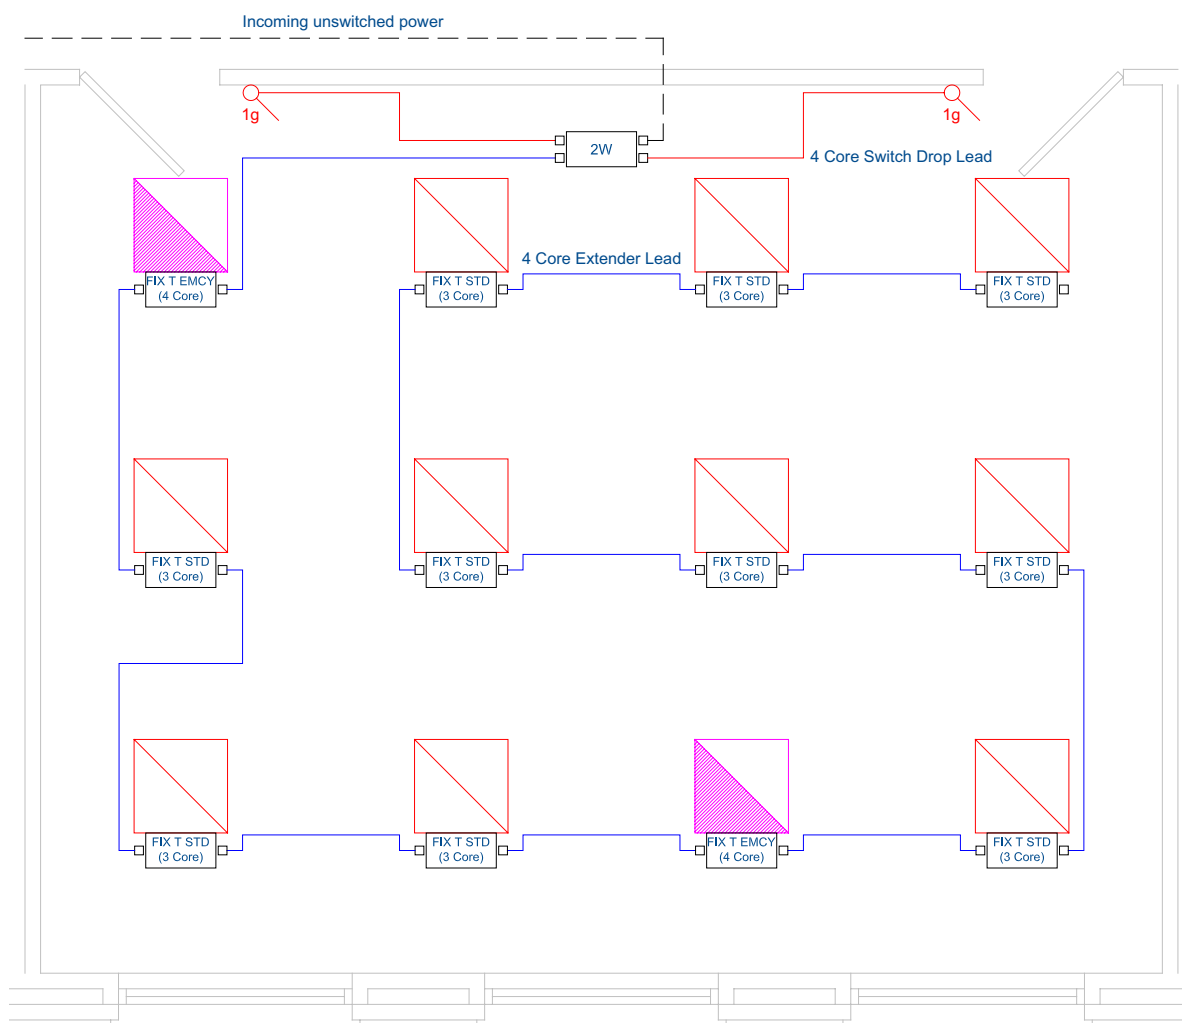 Incoming unswitched power
1g
1g
2W
4 Core Switch Drop Lead
4 Core Extender Lead
FIX T EMCY
(4 Core)
FIX T STD
(3 Core)
FIX T STD
(3 Core)
FIX T STD
(3 Core)
FIX T STD
(3 Core)
FIX T STD
(3 Core)
FIX T STD
(3 Core)
FIX T STD
(3 Core)
FIX T STD
(3 Core)
FIX T STD
(3 Core)
FIX T EMCY
(4 Core)
FIX T STD
(3 Core)